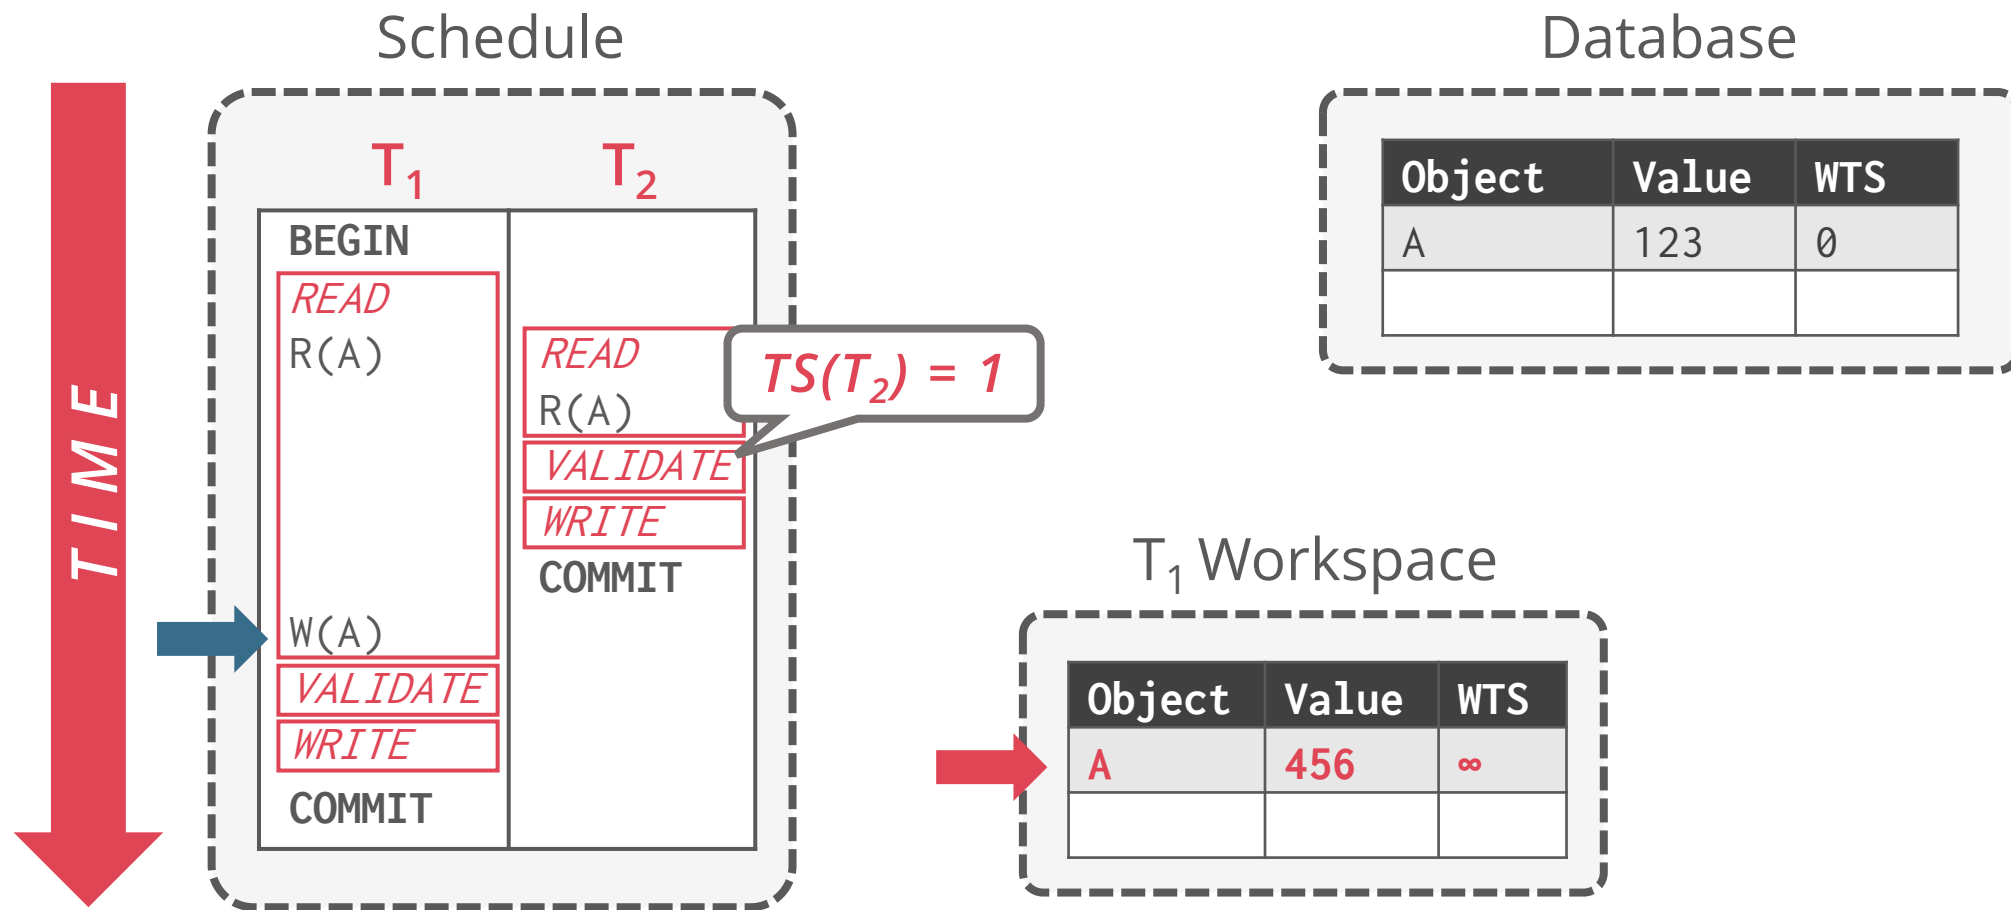 Schedule
Database
TIME
T1 T2
BEGIN
READ
R(A)
W(A)
VALIDATE
WRITE
COMMIT
READ
R(A)
VALIDATE
WRITE
COMMIT
TS(T2) = 1
Object Value WTS
A 123 0
T1 Workspace
Object Value WTS
A 456 ∞